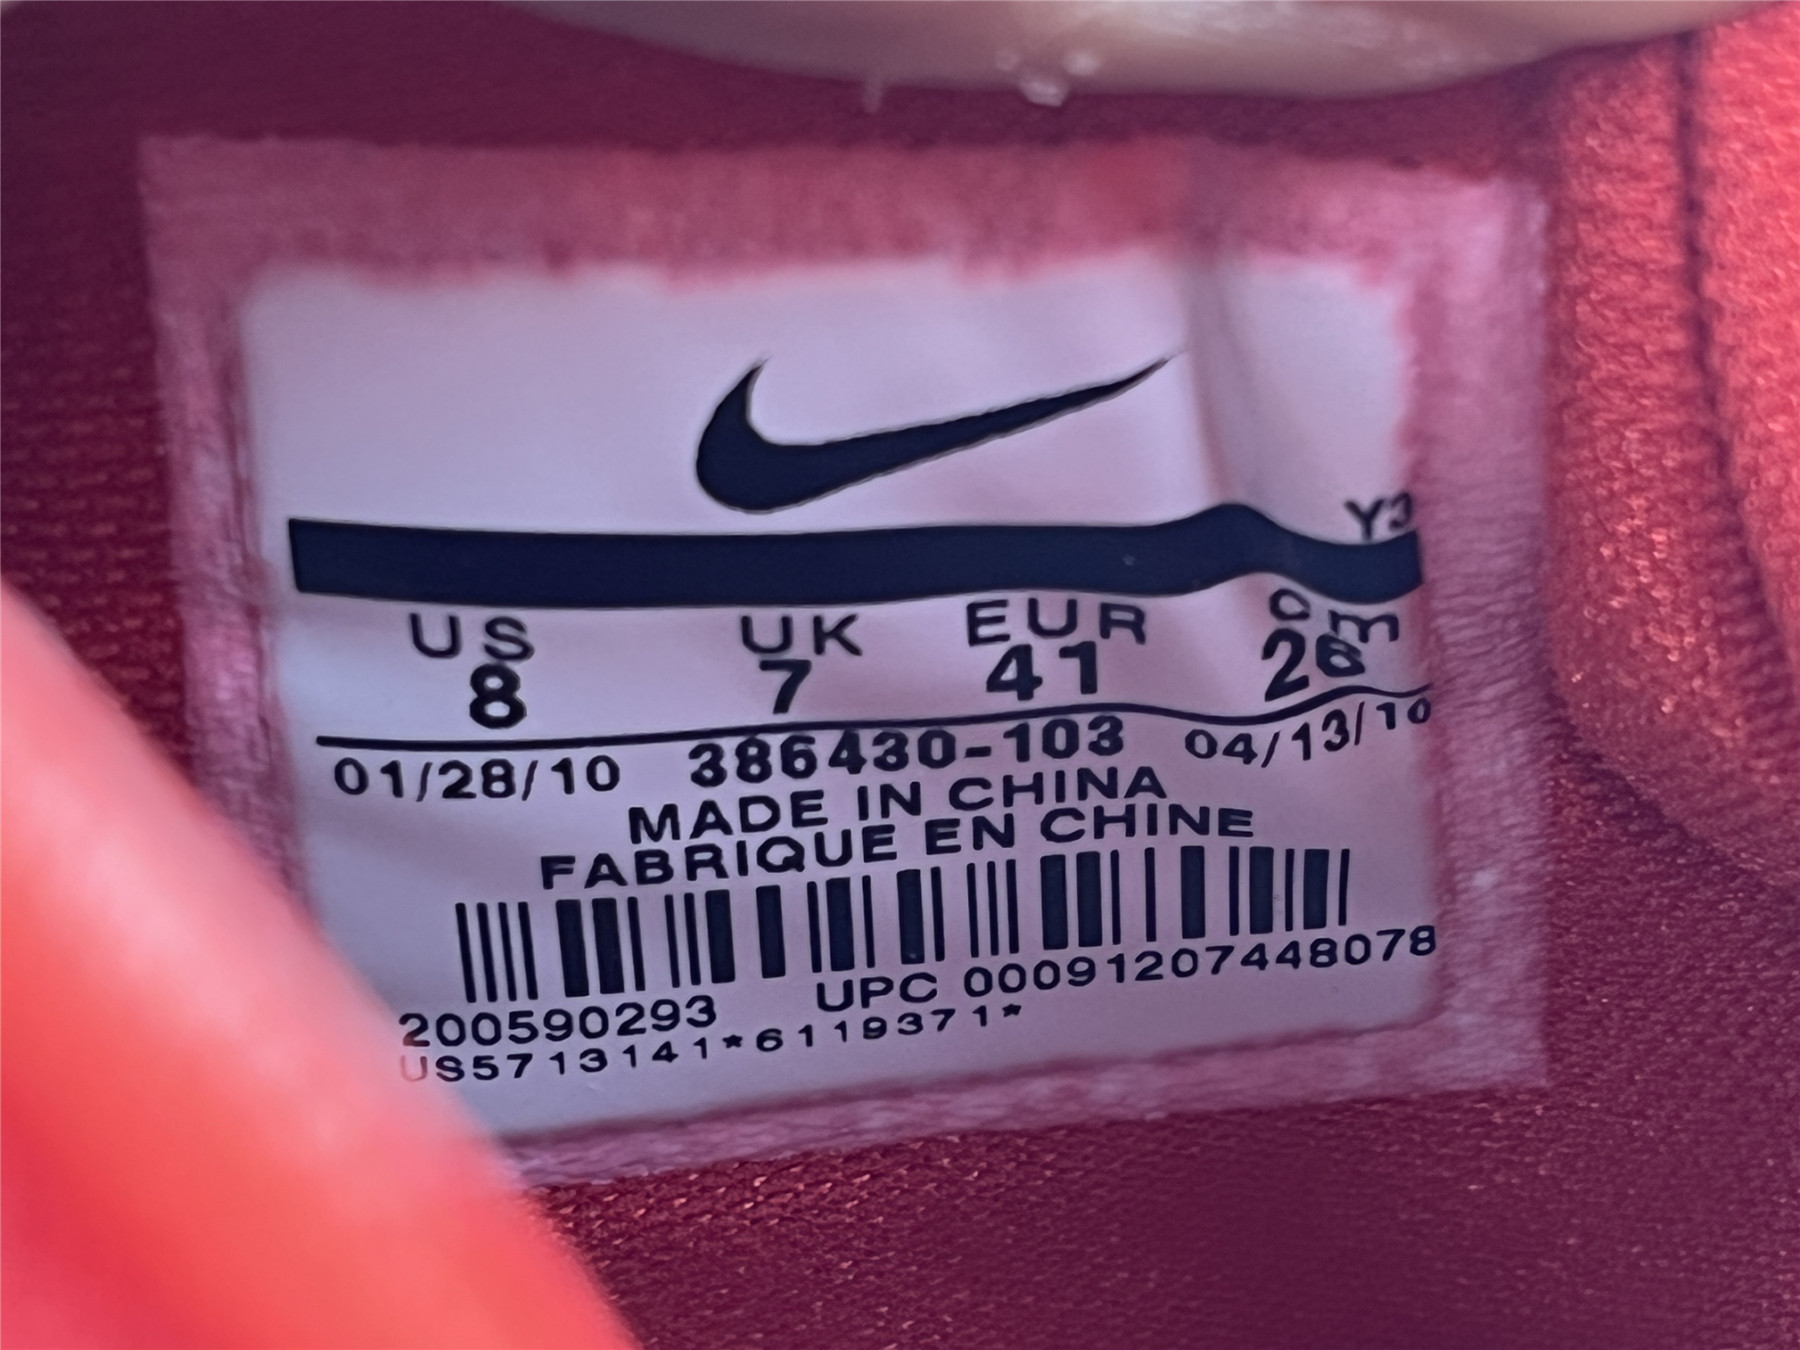 Y3
US UK EUR cm
8 7 41 26
01/28/10 386430-103 04/13/10
MADE IN CHINA
FABRIQUE EN CHINE
200590293 UPC 00091207448078
US5713141*6119371*